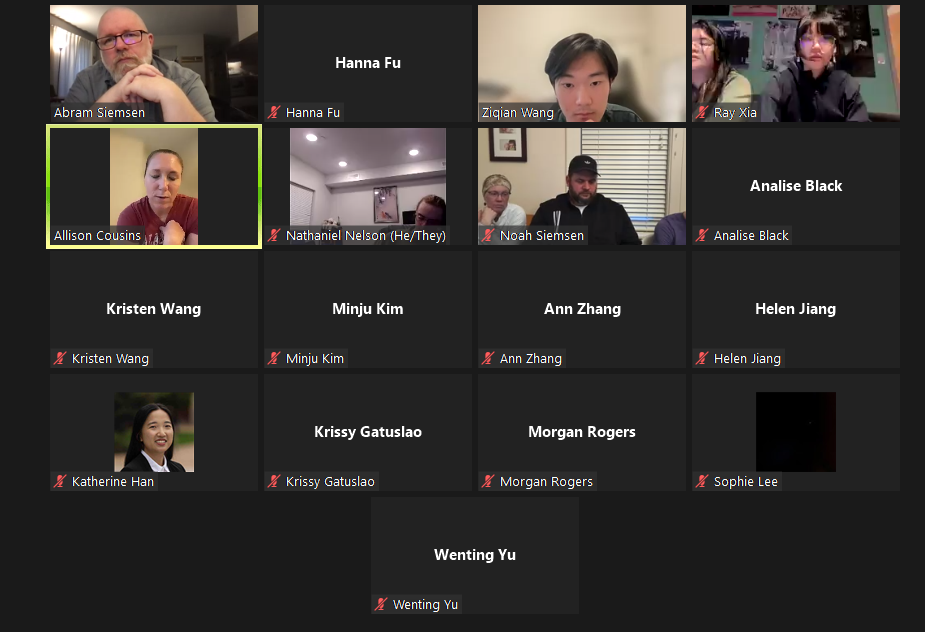 Abram Siemsen
Hanna Fu
Hanna Fu
Ziqian Wang
Ray Xia
Allison Cousins
Nathaniel Nelson (He/They)
Noah Siemsen
Analise Black
Analise Black
Kristen Wang
Kristen Wang
Minju Kim
Minju Kim
Ann Zhang
Ann Zhang
Helen Jiang
Helen Jiang
Katherine Han
Krissy Gatuslao
Krissy Gatuslao
Morgan Rogers
Morgan Rogers
Sophie Lee
Wenting Yu
Wenting Yu